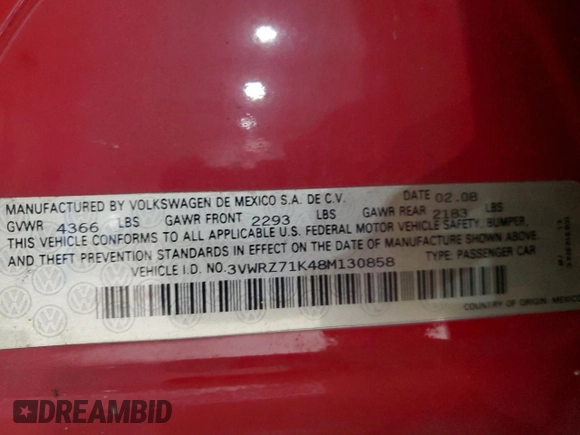 MANUFACTURED BY VOLKSWAGEN DE MEXICO S.A. DE C.V. DATE 02.08
GVWR 4366 LBS GAWR FRONT 2293 LBS GAWR REAR 2183 LBS
THIS VEHICLE CONFORMS TO ALL APPLICABLE U.S. FEDERAL MOTOR VEHICLE SAFETY, BUMPER,
AND THEFT PREVENTION STANDARDS IN EFFECT ON THE DATE OF MANUFACTURE SHOWN ABOVE.
VEHICLE I.D. NO. 3VWRZ71K48M130858 TYPE: PASSENGER CAR
COUNTRY OF ORIGIN: MEXICO
DREAMBID